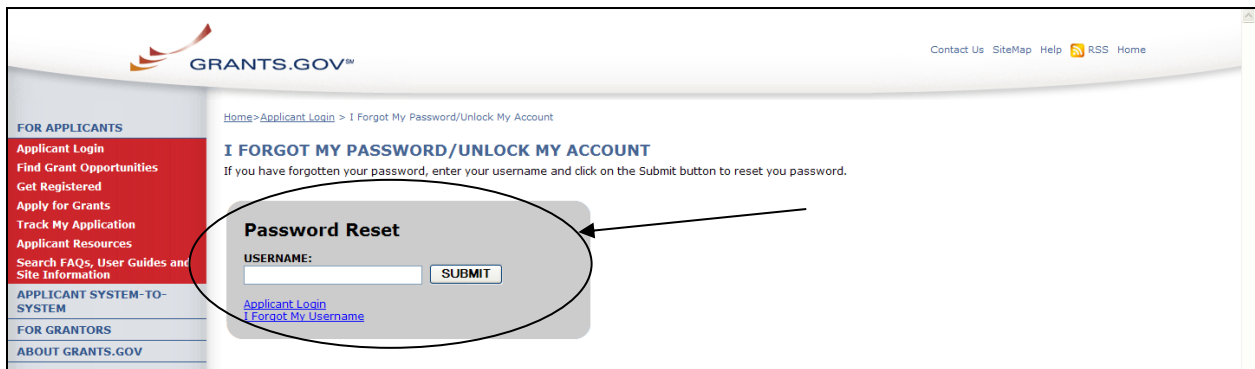 GRANTS.GOV℠
Contact Us SiteMap Help RSS Home
FOR APPLICANTS
Applicant Login
Find Grant Opportunities
Get Registered
Apply for Grants
Track My Application
Applicant Resources
Search FAQs, User Guides and
Site Information
APPLICANT SYSTEM-TO-
SYSTEM
FOR GRANTORS
ABOUT GRANTS.GOV
Home>Applicant Login > I Forgot My Password/Unlock My Account
I FORGOT MY PASSWORD/UNLOCK MY ACCOUNT
If you have forgotten your password, enter your username and click on the Submit button to reset you password.
Password Reset
USERNAME:
SUBMIT
Applicant Login
I Forgot My Username